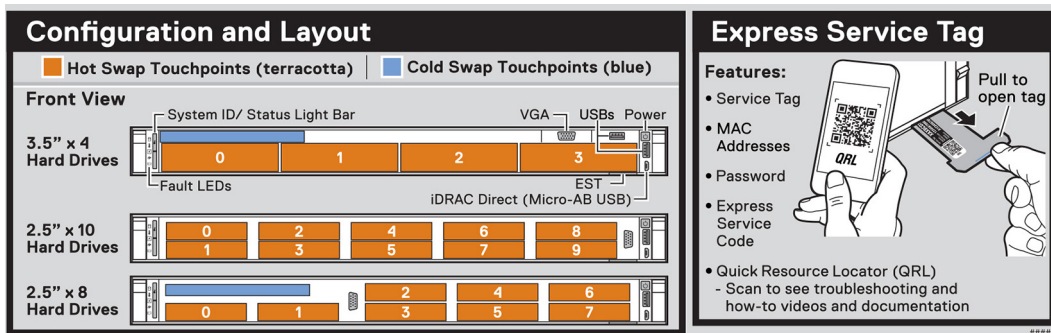 Configuration and Layout
Hot Swap Touchpoints (terracotta)
Cold Swap Touchpoints (blue)
Front View
System ID/ Status Light Bar
VGA
USBs
Power
3.5” x 4
Hard Drives
0
1
2
3
Fault LEDs
EST
iDRAC Direct (Micro-AB USB)
2.5” x 10
Hard Drives
0
2
4
6
8
1
3
5
7
9
2.5” x 8
Hard Drives
2
4
6
0
1
3
5
7
Express Service Tag
Features:
• Service Tag
• MAC
Addresses
• Password
• Express
Service
Code
QRL
Pull to
open tag
• Quick Resource Locator (QRL)
- Scan to see troubleshooting and
how-to videos and documentation